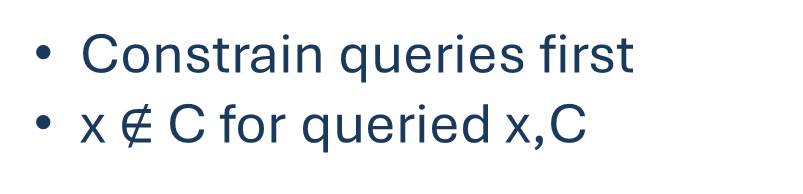 • Constrain queries first
• x ∉ C for queried x,C